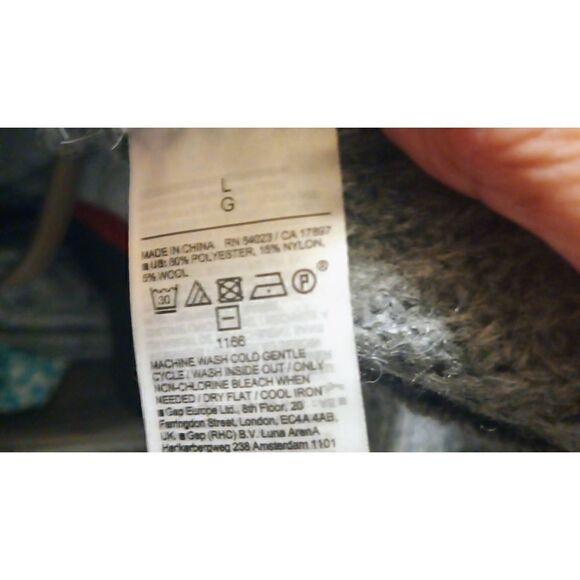 L
G
MADE IN CHINA RN 54023 / CA 17897
US: 80% POLYESTER, 15% NYLON,
5% WOOL
30
P
®
1166
MACHINE WASH COLD GENTLE
CYCLE / WASH INSIDE OUT / ONLY
NON-CHLORINE BLEACH WHEN
NEEDED / DRY FLAT / COOL IRON
Gap Europe Ltd., 8th Floor, 20
Farringdon Street, London, EC4A 4AB,
UK Gap (RHC) B.V. Luna ArenA
Herikerbergweg 238 Amsterdam 1101